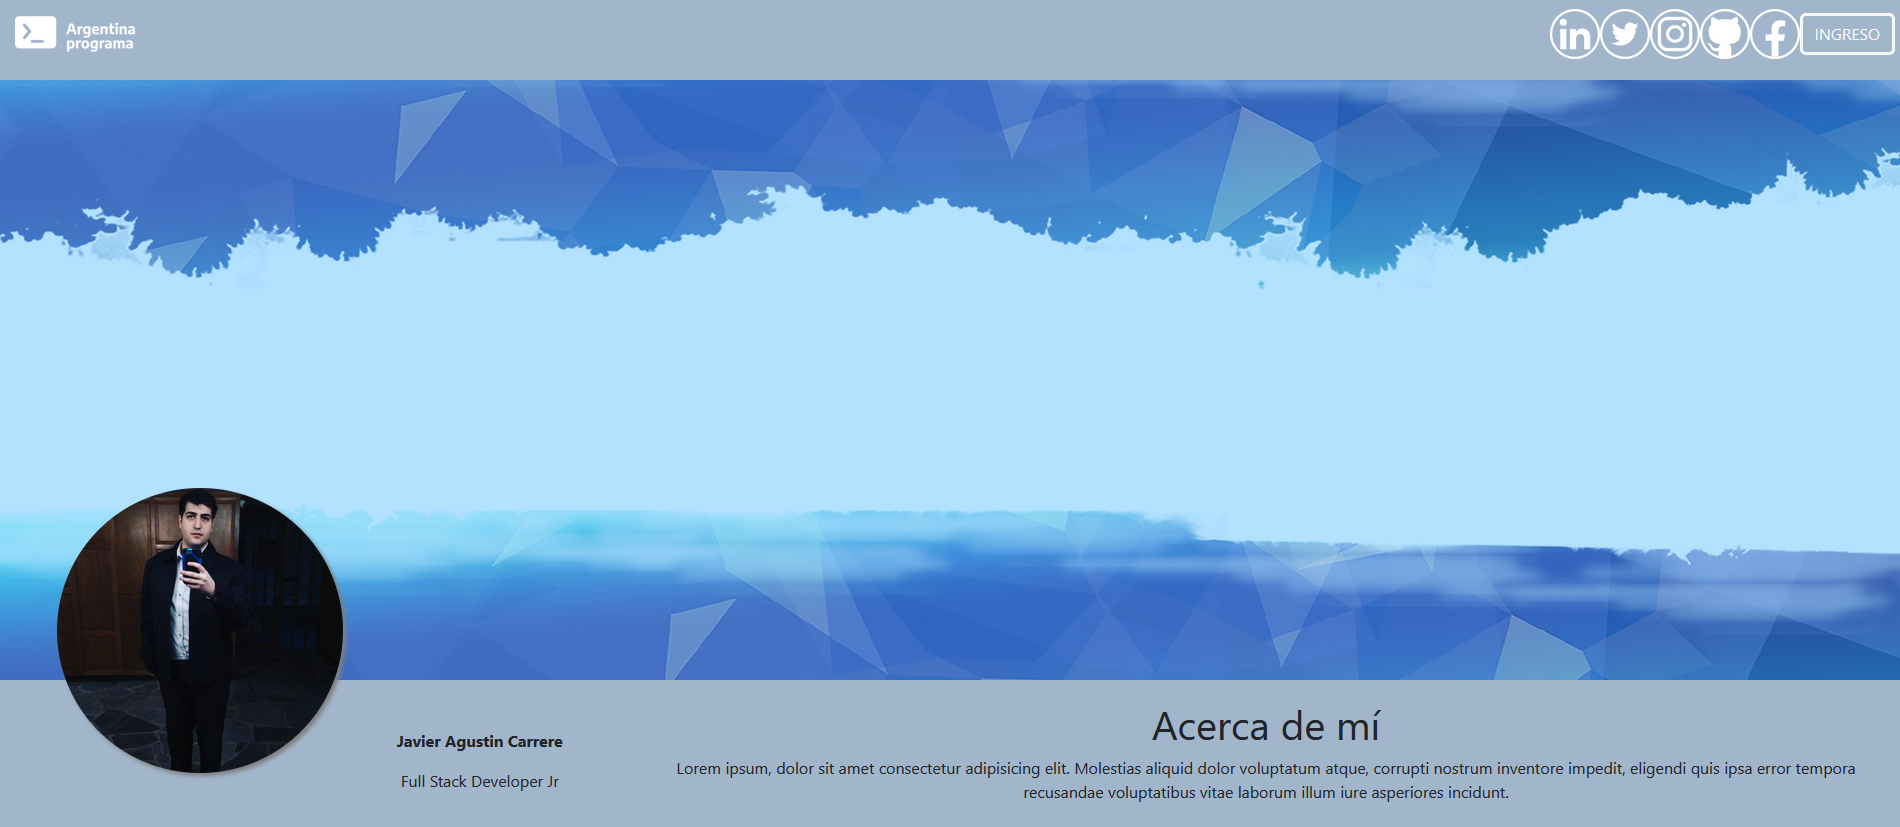 Argentina
programa
INGRESO
Javier Agustin Carrere
Full Stack Developer Jr
Acerca de mí
Lorem ipsum, dolor sit amet consectetur adipisicing elit. Molestias aliquid dolor voluptatum atque, corrupti nostrum inventore impedit, eligendi quis ipsa error tempora
recusandae voluptatibus vitae laborum illum iure asperiores incidunt.